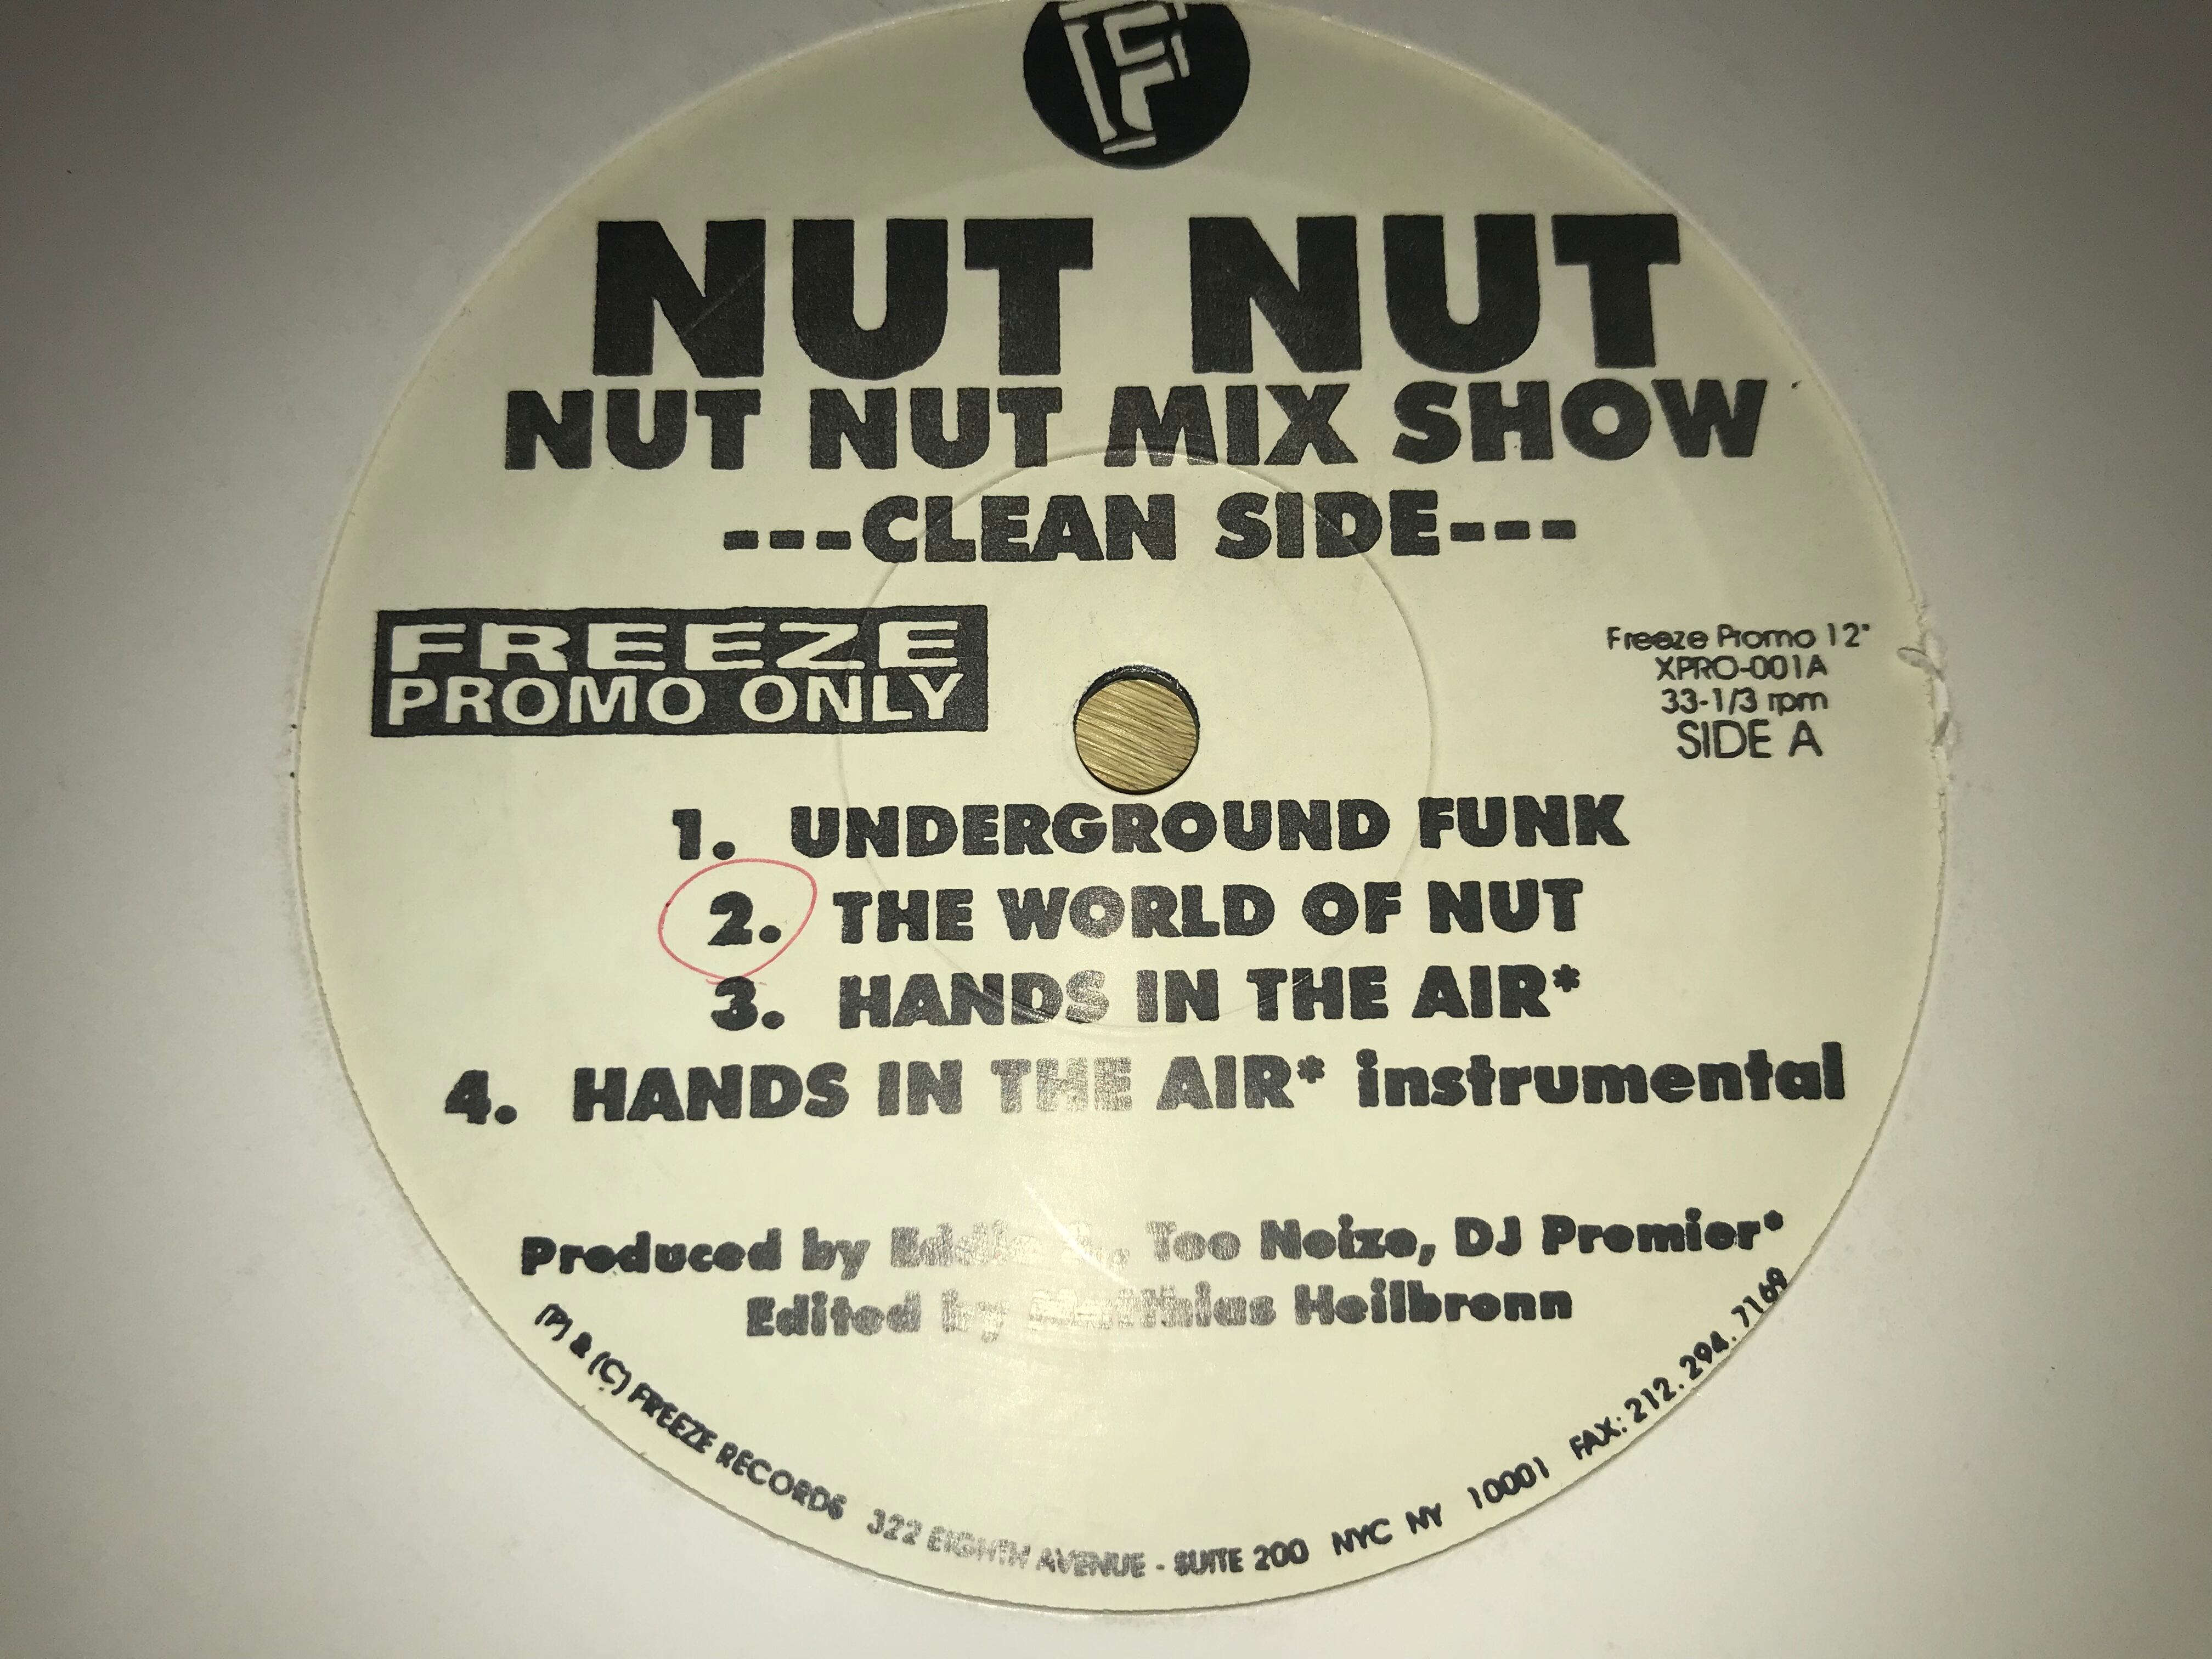 F
NUT NUT
NUT NUT MIX SHOW
---CLEAN SIDE---
FREEZE
PROMO ONLY
Freeze Promo 12"
XPRO-001A
33-1/3 rpm
SIDE A
1. UNDERGROUND FUNK
2. THE WORLD OF NUT
3. HANDS IN THE AIR*
4. HANDS IN THE AIR* instrumental
Produced by Eddie Noize, DJ Premier*
Edited by Matthias Heilbronn
(P) & (C) FREEZE RECORDS 322 EIGHTH AVENUE - SUITE 200 NYC NY 10001 FAX: 212. 294. 7169